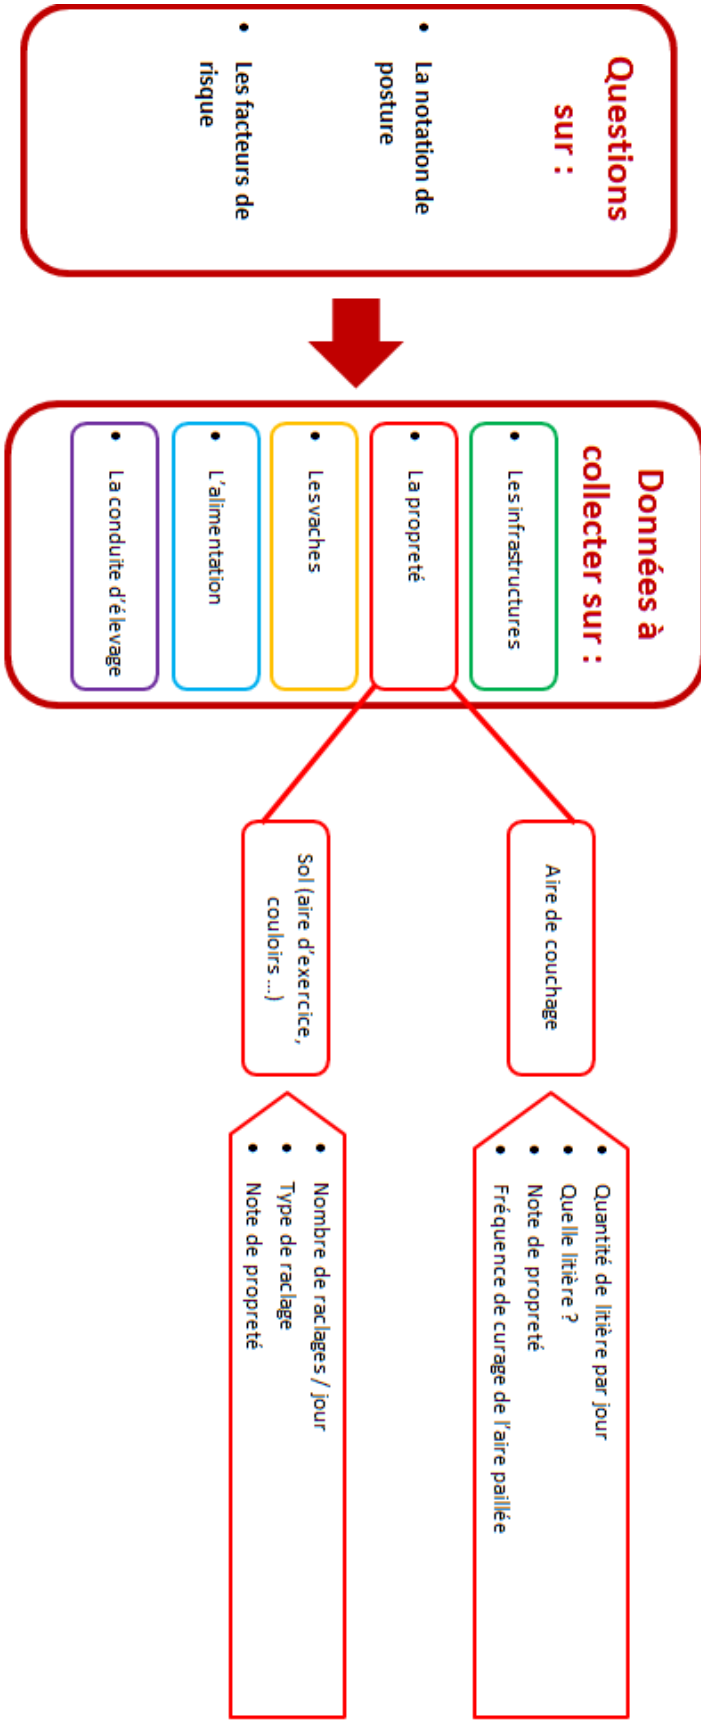 Questions
sur :
• La notation de
posture
• Les facteurs de
risque
Données à
collecter sur :
• Les infrastructures
• La propreté
• Les vaches
• L'alimentation
• La conduite d'élevage
Aire de couchage
• Quantité de litière par jour
• Quelle litière ?
• Note de propreté
• Fréquence de curage de l'aire paillée
Sol (aire d'exercice,
couloirs ...)
• Nombre de raclages / jour
• Type de raclage
• Note de propreté